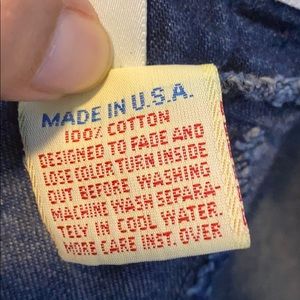 MADE IN U.S.A.
100% COTTON
DESIGNED TO FADE AND
LOSE COLOR TURN INSIDE
OUT BEFORE WASHING
MACHINE WASH SEPARA-
TELY IN COOL WATER.
MORE CARE INST. OVER